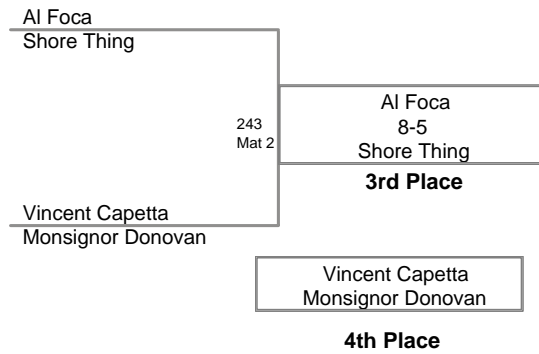 Al Foca
Shore Thing
Al Foca
8-5
Shore Thing
243
Mat 2
3rd Place
Vincent Capetta
Monsignor Donovan
Vincent Capetta
Monsignor Donovan
4th Place